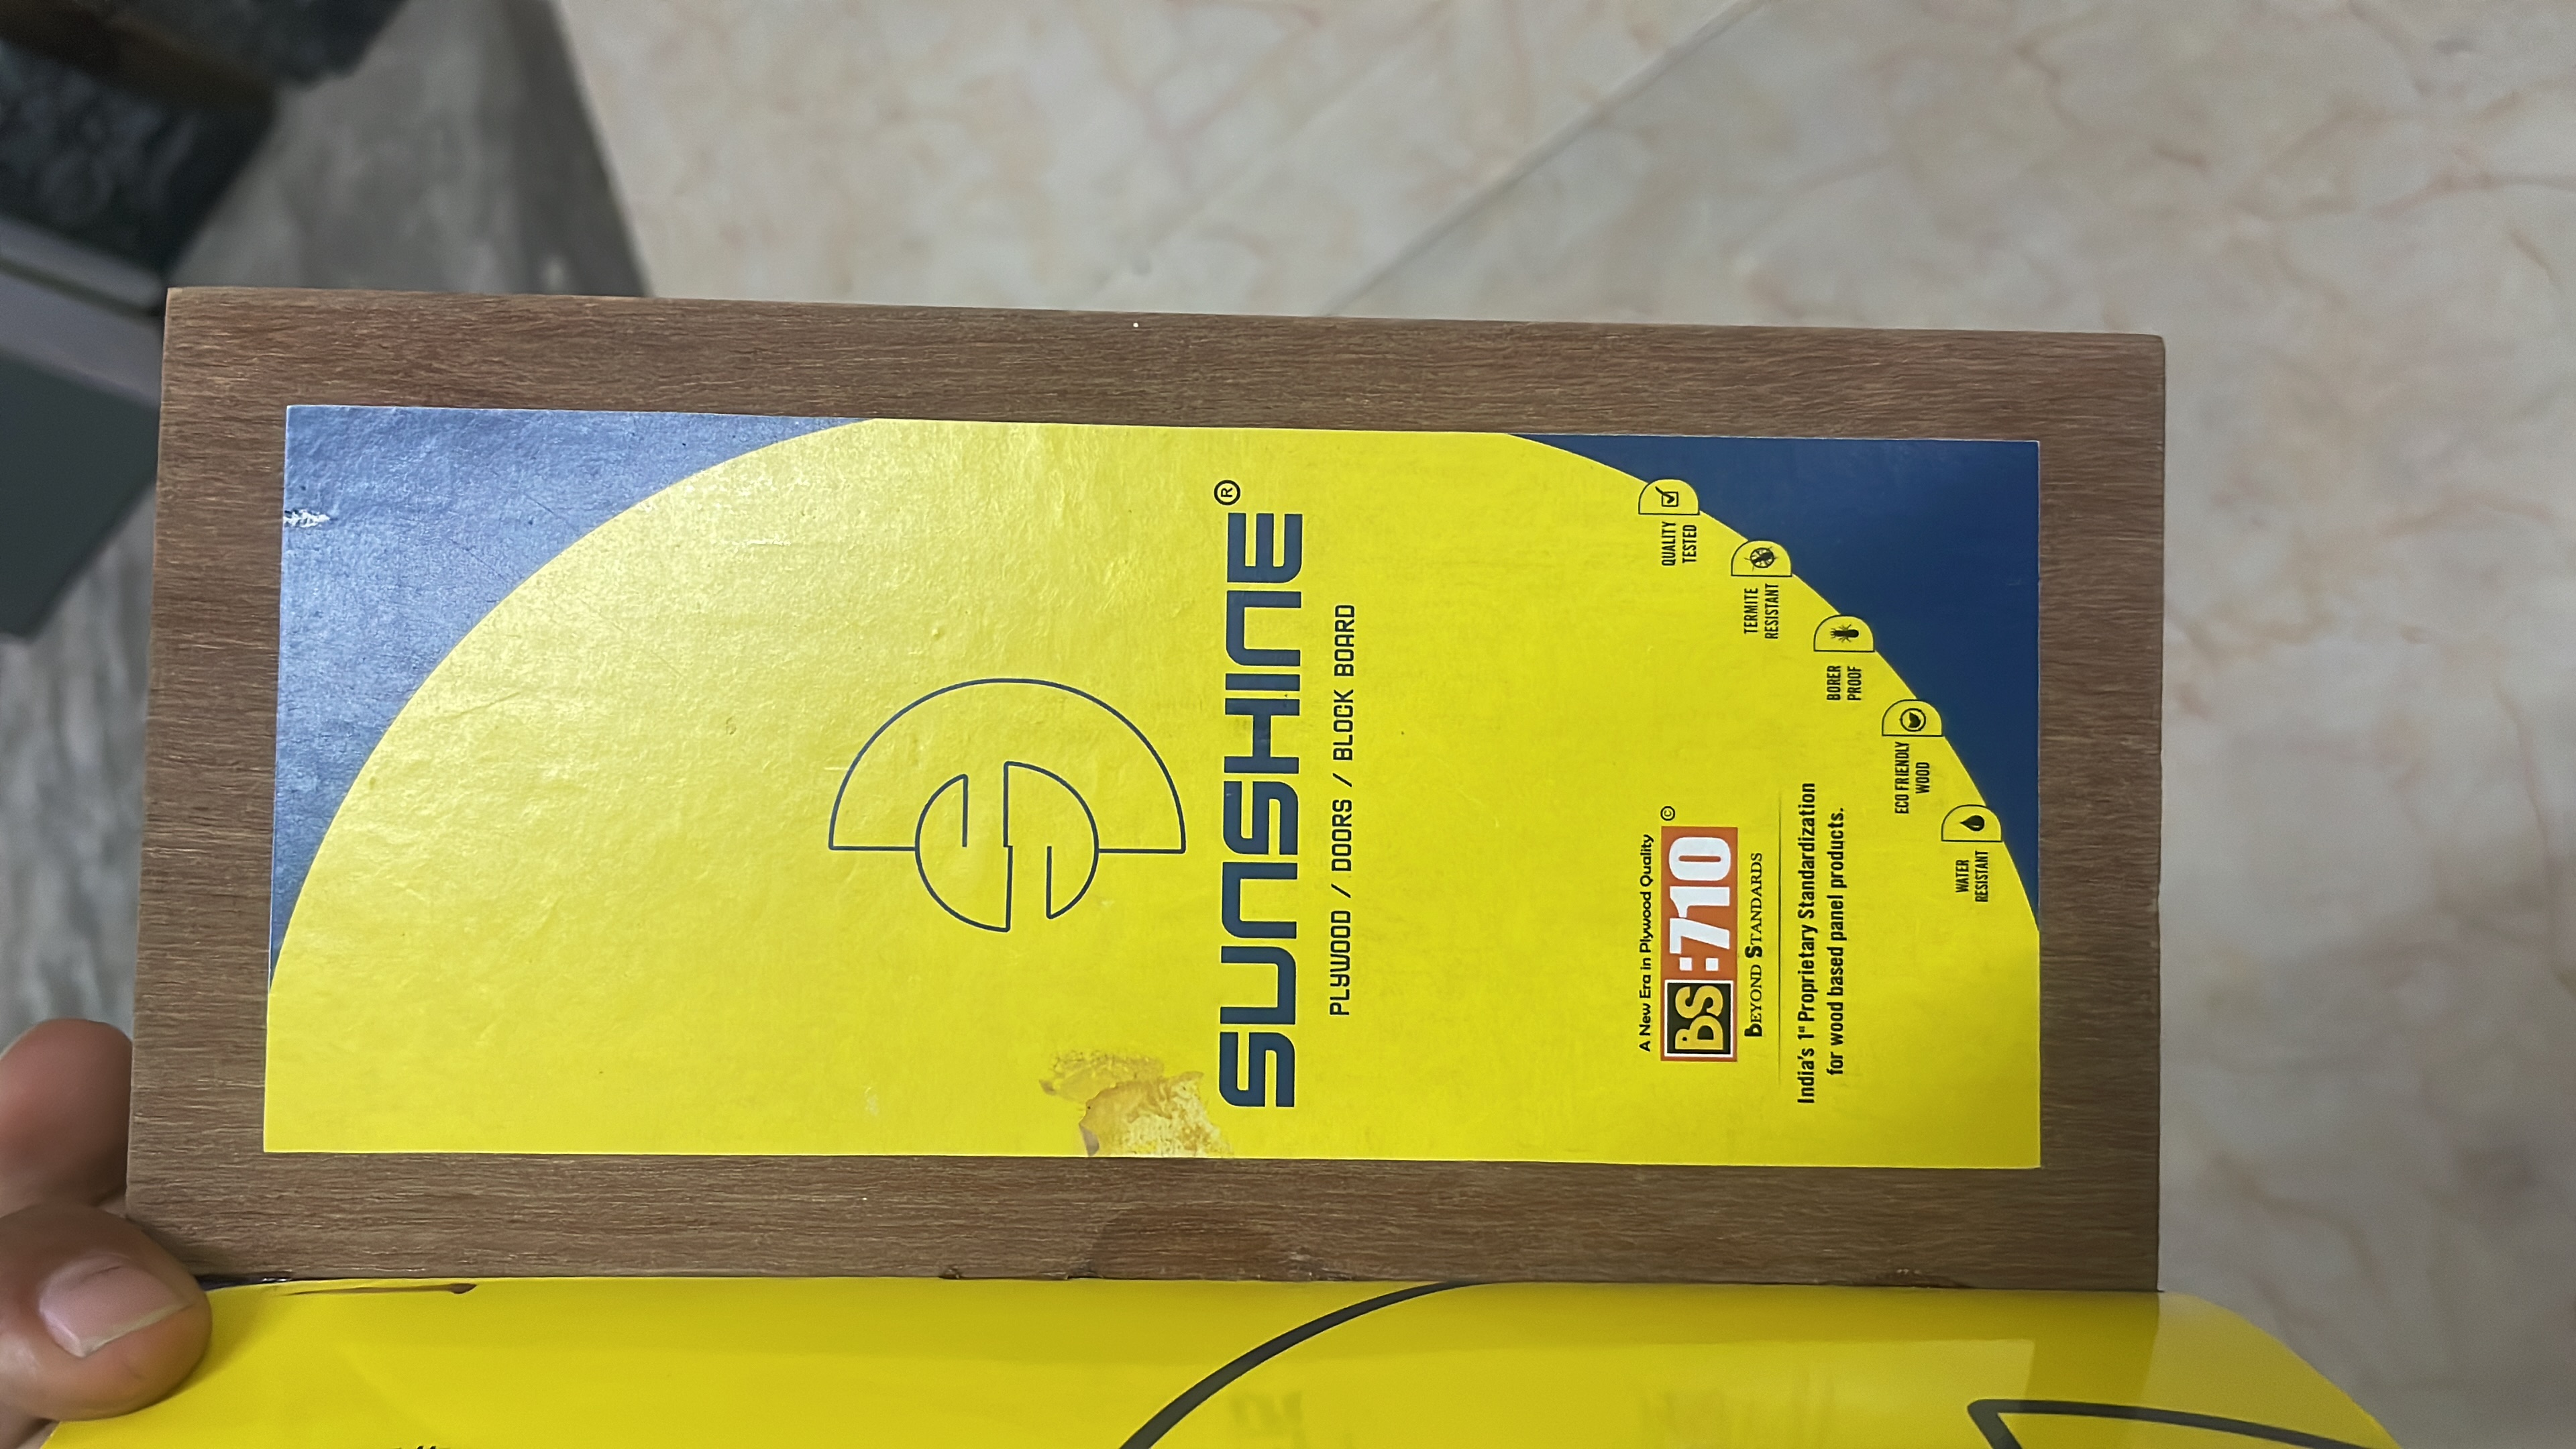 SUNSHINE®
PLYWOOD / DOORS / BLOCK BOARD
A New Era in Plywood Quality
BS:710 ©
BEYOND STANDARDS
India's 1st Proprietary Standardization
for wood based panel products.
QUALITY
TESTED
TERMITE
RESISTANT
BORER
PROOF
ECO FRIENDLY
WOOD
WATER
RESISTANT